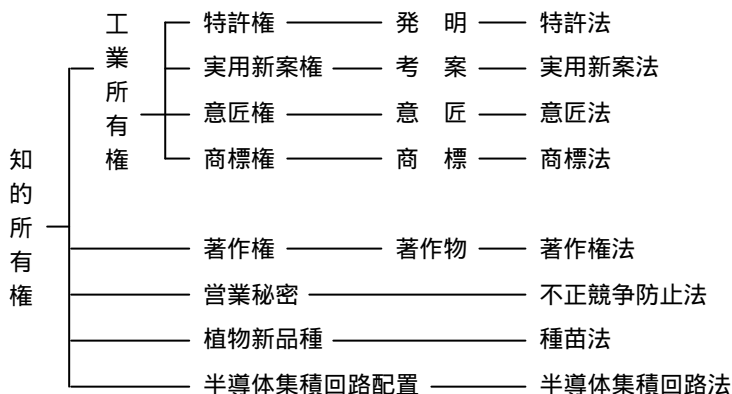 知的所有権
工業所有権
特許権 発明 特許法
実用新案権 考案 実用新案法
意匠権 意匠 意匠法
商標権 商標 商標法
著作権 著作物 著作権法
営業秘密 不正競争防止法
植物新品種 種苗法
半導体集積回路配置 半導体集積回路法